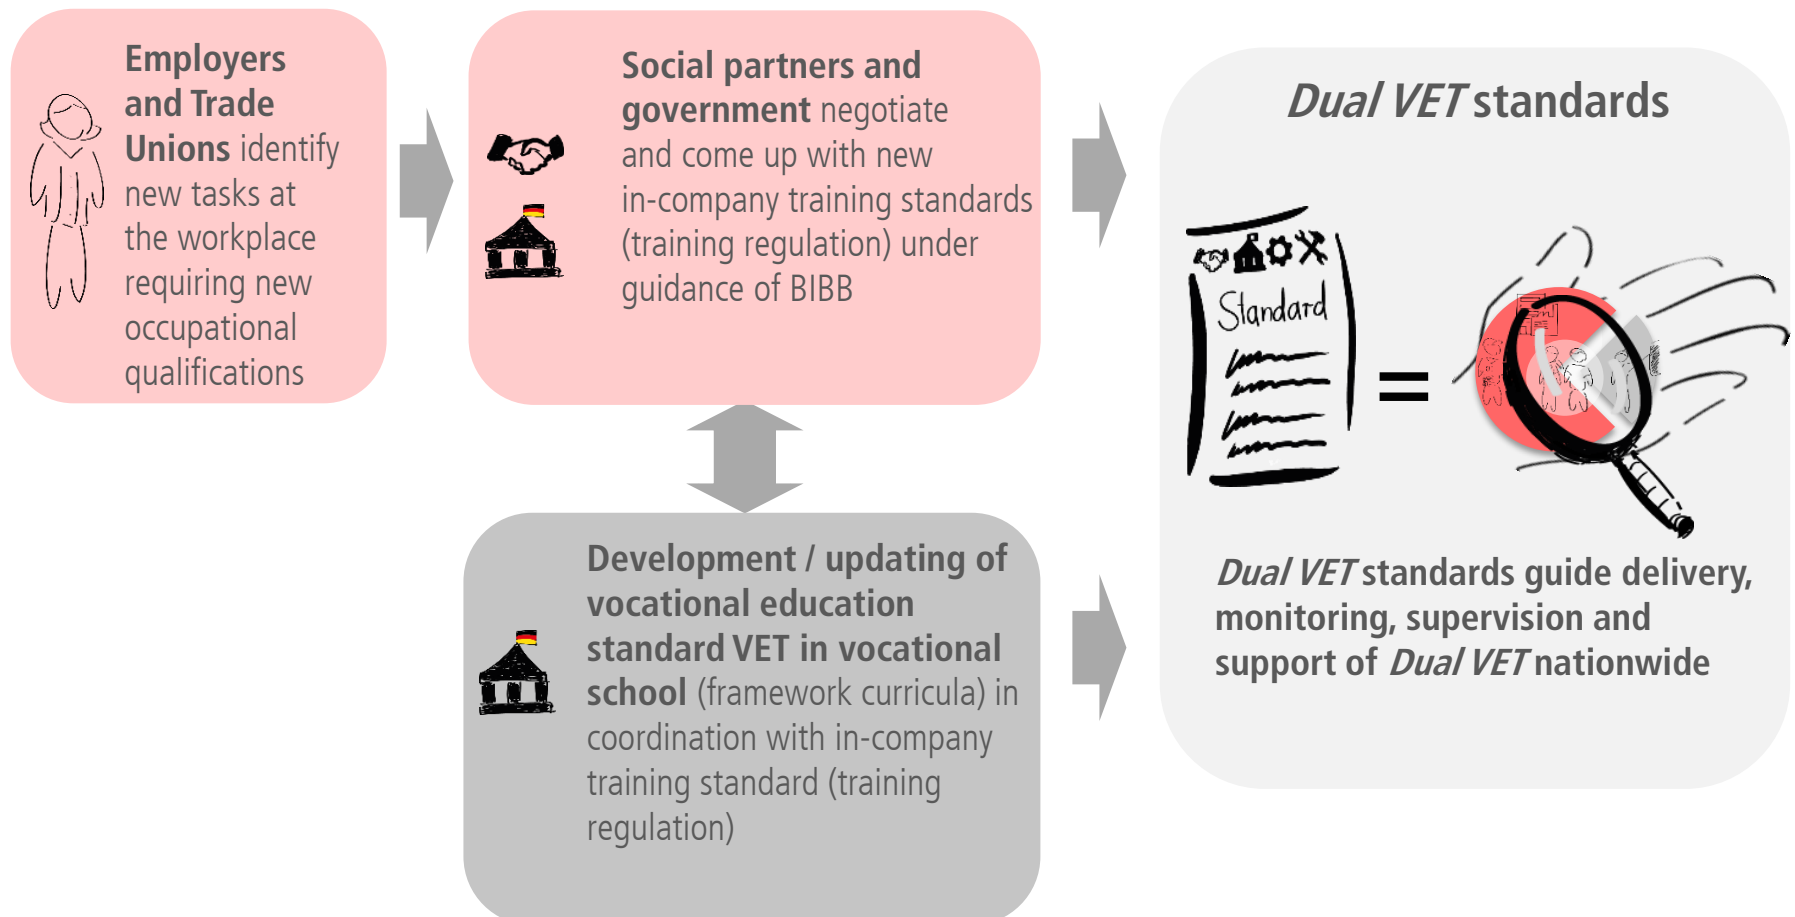 Employers
and Trade
Unions identify
new tasks at
the workplace
requiring new
occupational
qualifications
Social partners and
government negotiate
and come up with new
in-company training standards
(training regulation) under
guidance of BIBB
Development / updating of
vocational education
standard VET in vocational
school (framework curricula) in
coordination with in-company
training standard (training
regulation)
Dual VET standards
Standard
=
Dual VET standards guide delivery,
monitoring, supervision and
support of Dual VET nationwide